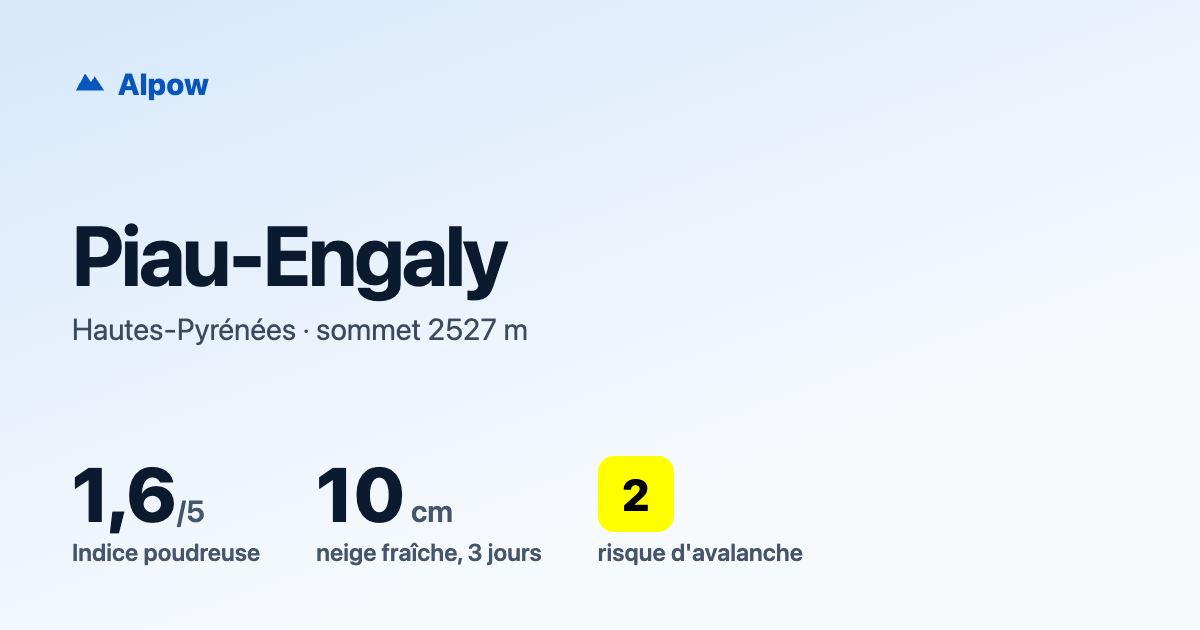 Alpow
Piau-Engaly
Hautes-Pyrénées · sommet 2527 m
1,6/5
Indice poudreuse
10 cm
neige fraîche, 3 jours
2
risque d'avalanche